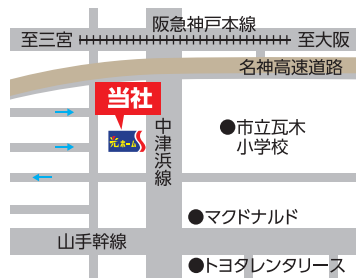 阪急神戸本線
至三宮
至大阪
名神高速道路
当社
元ホーム
中津浜線
●市立瓦木
小学校
●マクドナルド
山手幹線
●トヨタレンタリース